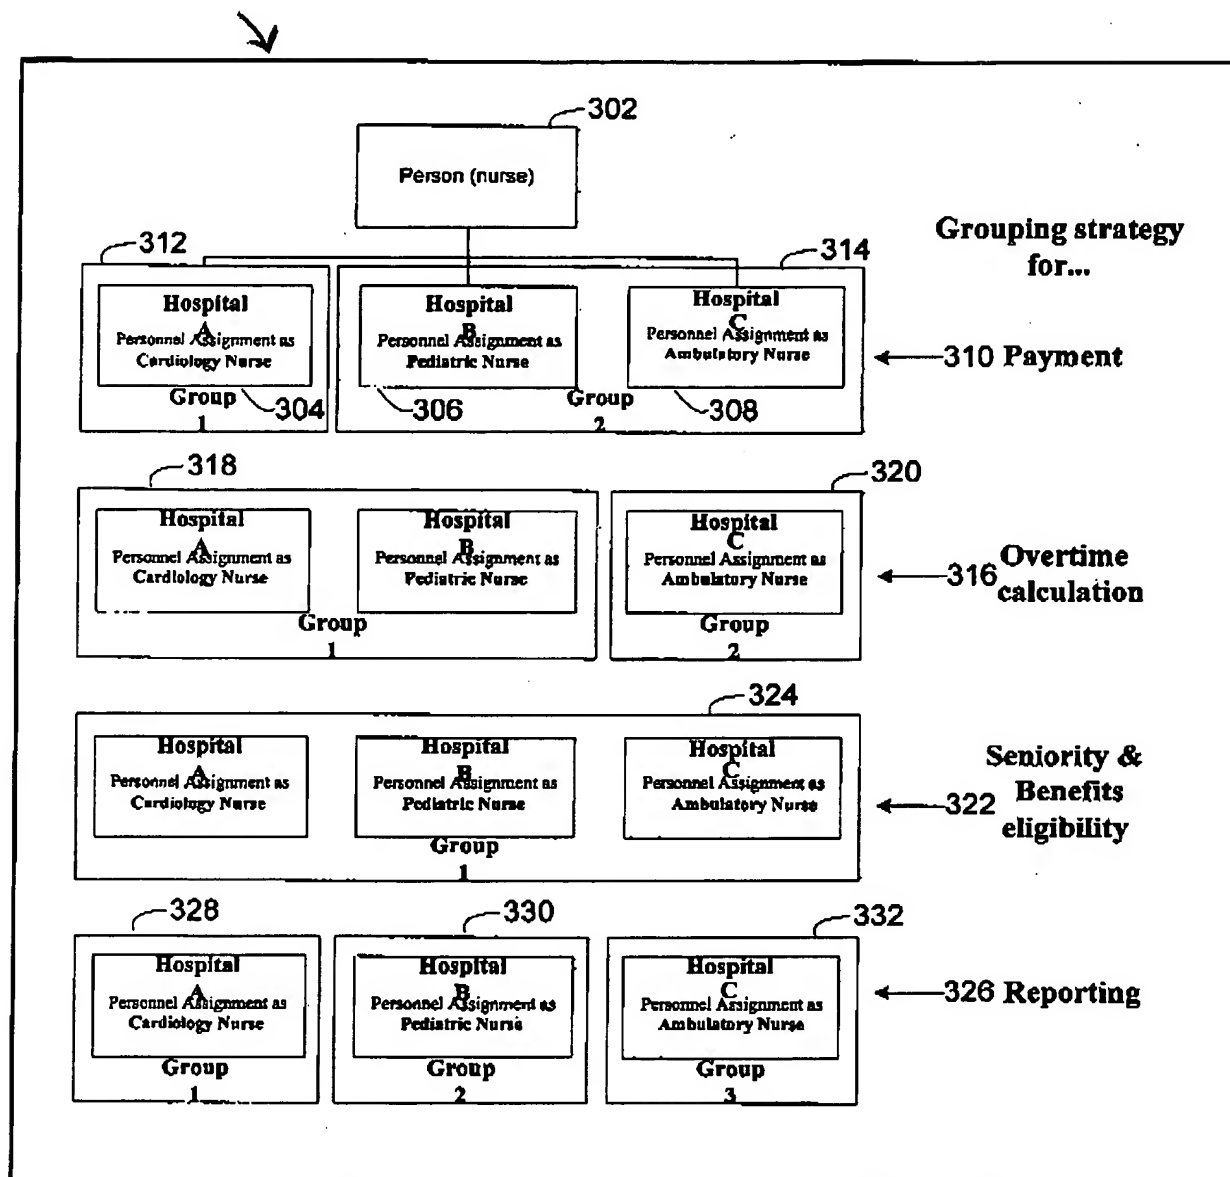 302
Person (nurse)
Grouping strategy
for...
312
314
Hospital
A
Personnel Assignment as
Cardiology Nurse
Group
1
304
Hospital
B
Personnel Assignment as
Pediatric Nurse
306
Hospital
C
Personnel Assignment as
Ambulatory Nurse
308
Group
2
310 Payment
318
320
Hospital
A
Personnel Assignment as
Cardiology Nurse
Hospital
B
Personnel Assignment as
Pediatric Nurse
Group
1
Hospital
C
Personnel Assignment as
Ambulatory Nurse
Group
2
316 Overtime
calculation
324
Hospital
A
Personnel Assignment as
Cardiology Nurse
Hospital
B
Personnel Assignment as
Pediatric Nurse
Hospital
C
Personnel Assignment as
Ambulatory Nurse
Group
1
Seniority &
322 Benefits
eligibility
328
330
332
Hospital
A
Personnel Assignment as
Cardiology Nurse
Group
1
Hospital
B
Personnel Assignment as
Pediatric Nurse
Group
2
Hospital
C
Personnel Assignment as
Ambulatory Nurse
Group
3
326 Reporting